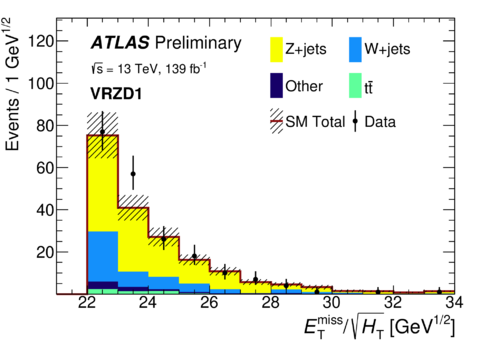 ATLAS Preliminary
√s = 13 TeV, 139 fb⁻¹
VRZD1
Z+jets W+jets
Other tt̄
SM Total Data
Events / 1 GeV^1/2
120
100
80
60
40
20
22 24 26 28 30 32 34
E_T^miss/√H_T [GeV^1/2]